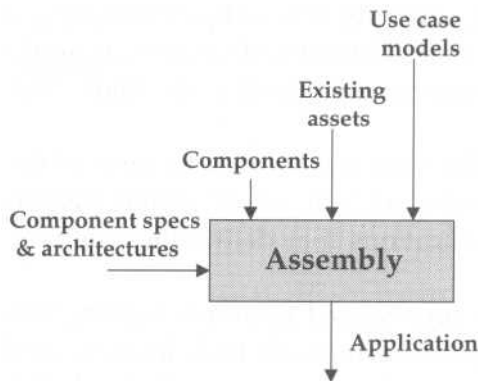 Use case
models
Existing
assets
Components
Component specs
& architectures
Assembly
Application